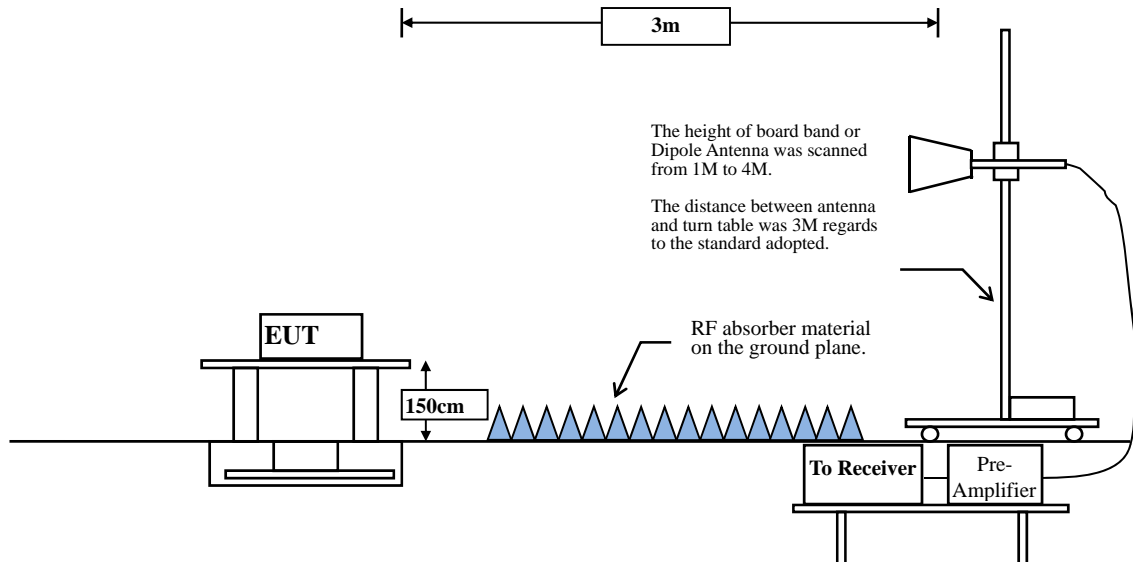 3m
The height of board band or
Dipole Antenna was scanned
from 1M to 4M.
The distance between antenna
and turn table was 3M regards
to the standard adopted.
EUT
RF absorber material
on the ground plane.
150cm
To Receiver
Pre-
Amplifier